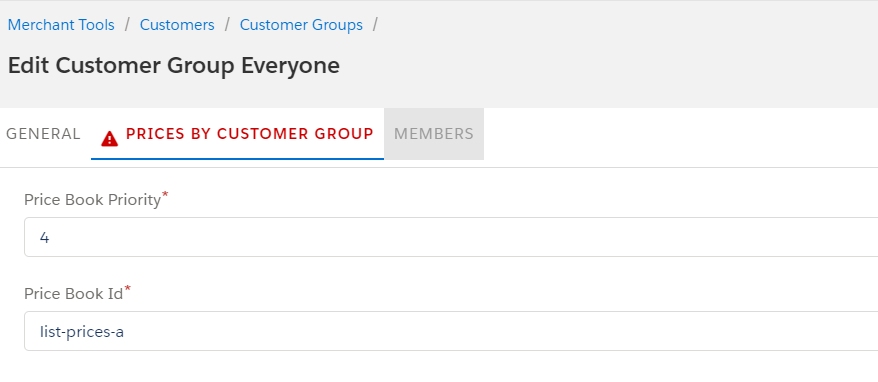 Merchant Tools / Customers / Customer Groups /
Edit Customer Group Everyone
GENERAL PRICES BY CUSTOMER GROUP MEMBERS
Price Book Priority*
4
Price Book Id*
list-prices-a